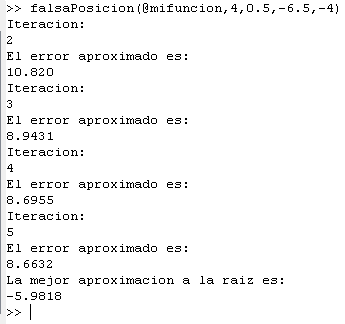 >> falsaPosicion(@mifuncion,4,0.5,-6.5,-4)
Iteracion:
2
El error aproximado es:
10.820
Iteracion:
3
El error aproximado es:
8.9431
Iteracion:
4
El error aproximado es:
8.6955
Iteracion:
5
El error aproximado es:
8.6632
La mejor aproximacion a la raiz es:
-5.9818
>>